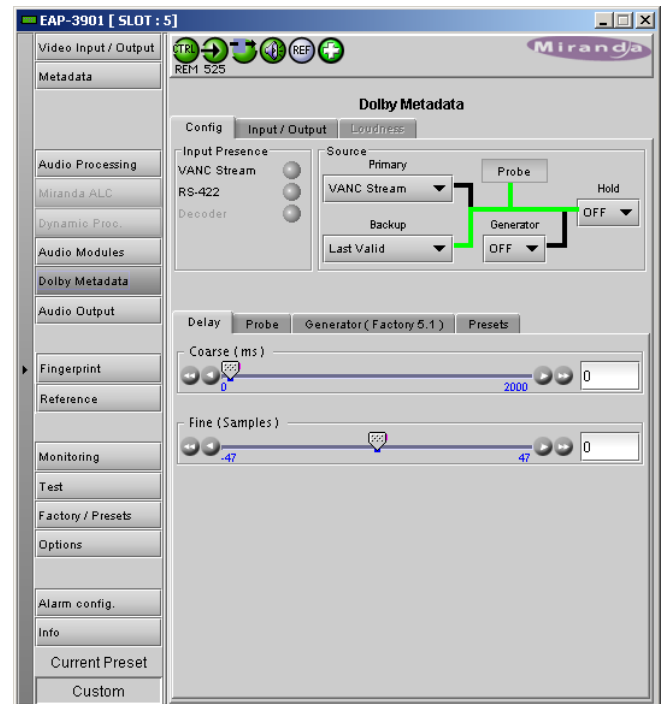 EAP-3901 [ SLOT : 5]
Video Input / Output
Metadata
Audio Processing
Miranda ALC
Dynamic Proc.
Audio Modules
Dolby Metadata
Audio Output
Fingerprint
Reference
Monitoring
Test
Factory / Presets
Options
Alarm config.
Info
Current Preset
Custom
CTRL
REF
REM 525
Miranda
Dolby Metadata
Config Input / Output Loudness
Input Presence
VANC Stream
RS-422
Decoder
Source
Primary
VANC Stream
Backup
Last Valid
Probe
Generator
OFF
Hold
OFF
Delay Probe Generator ( Factory 5.1 ) Presets
Coarse ( ms )
0 2000 0
Fine (Samples )
-47 47 0